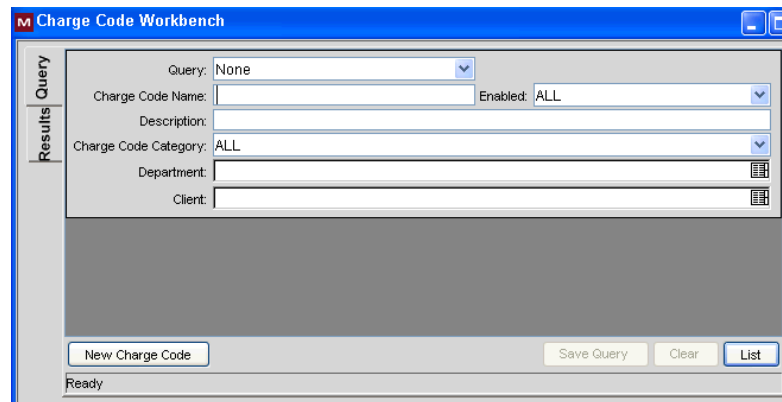 M Charge Code Workbench
Query
Results
Query: None
Charge Code Name: Enabled: ALL
Description:
Charge Code Category: ALL
Department:
Client:
New Charge Code Save Query Clear List
Ready